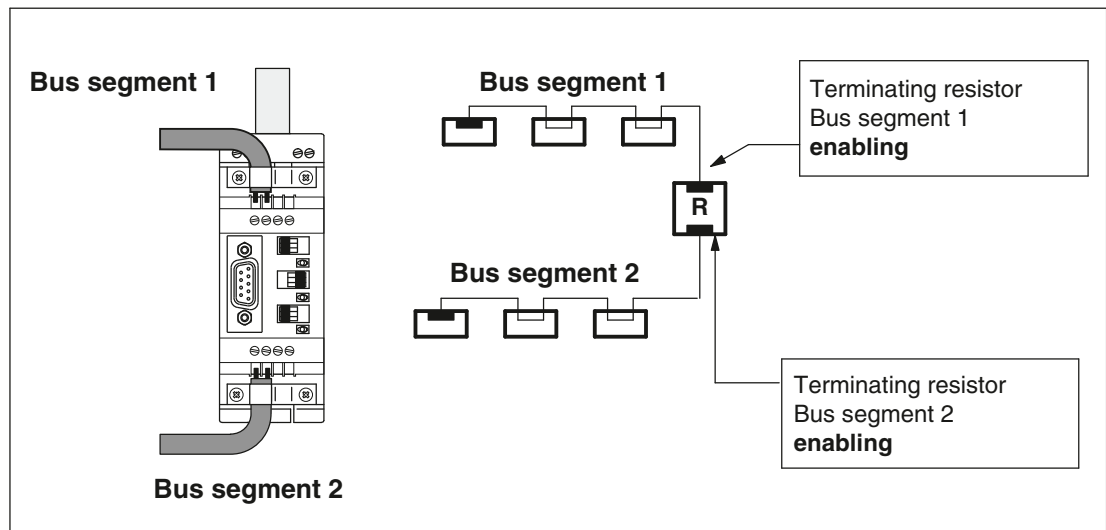 Bus segment 1
Bus segment 1
Terminating resistor
Bus segment 1
enabling
R
Bus segment 2
Terminating resistor
Bus segment 2
enabling
Bus segment 2